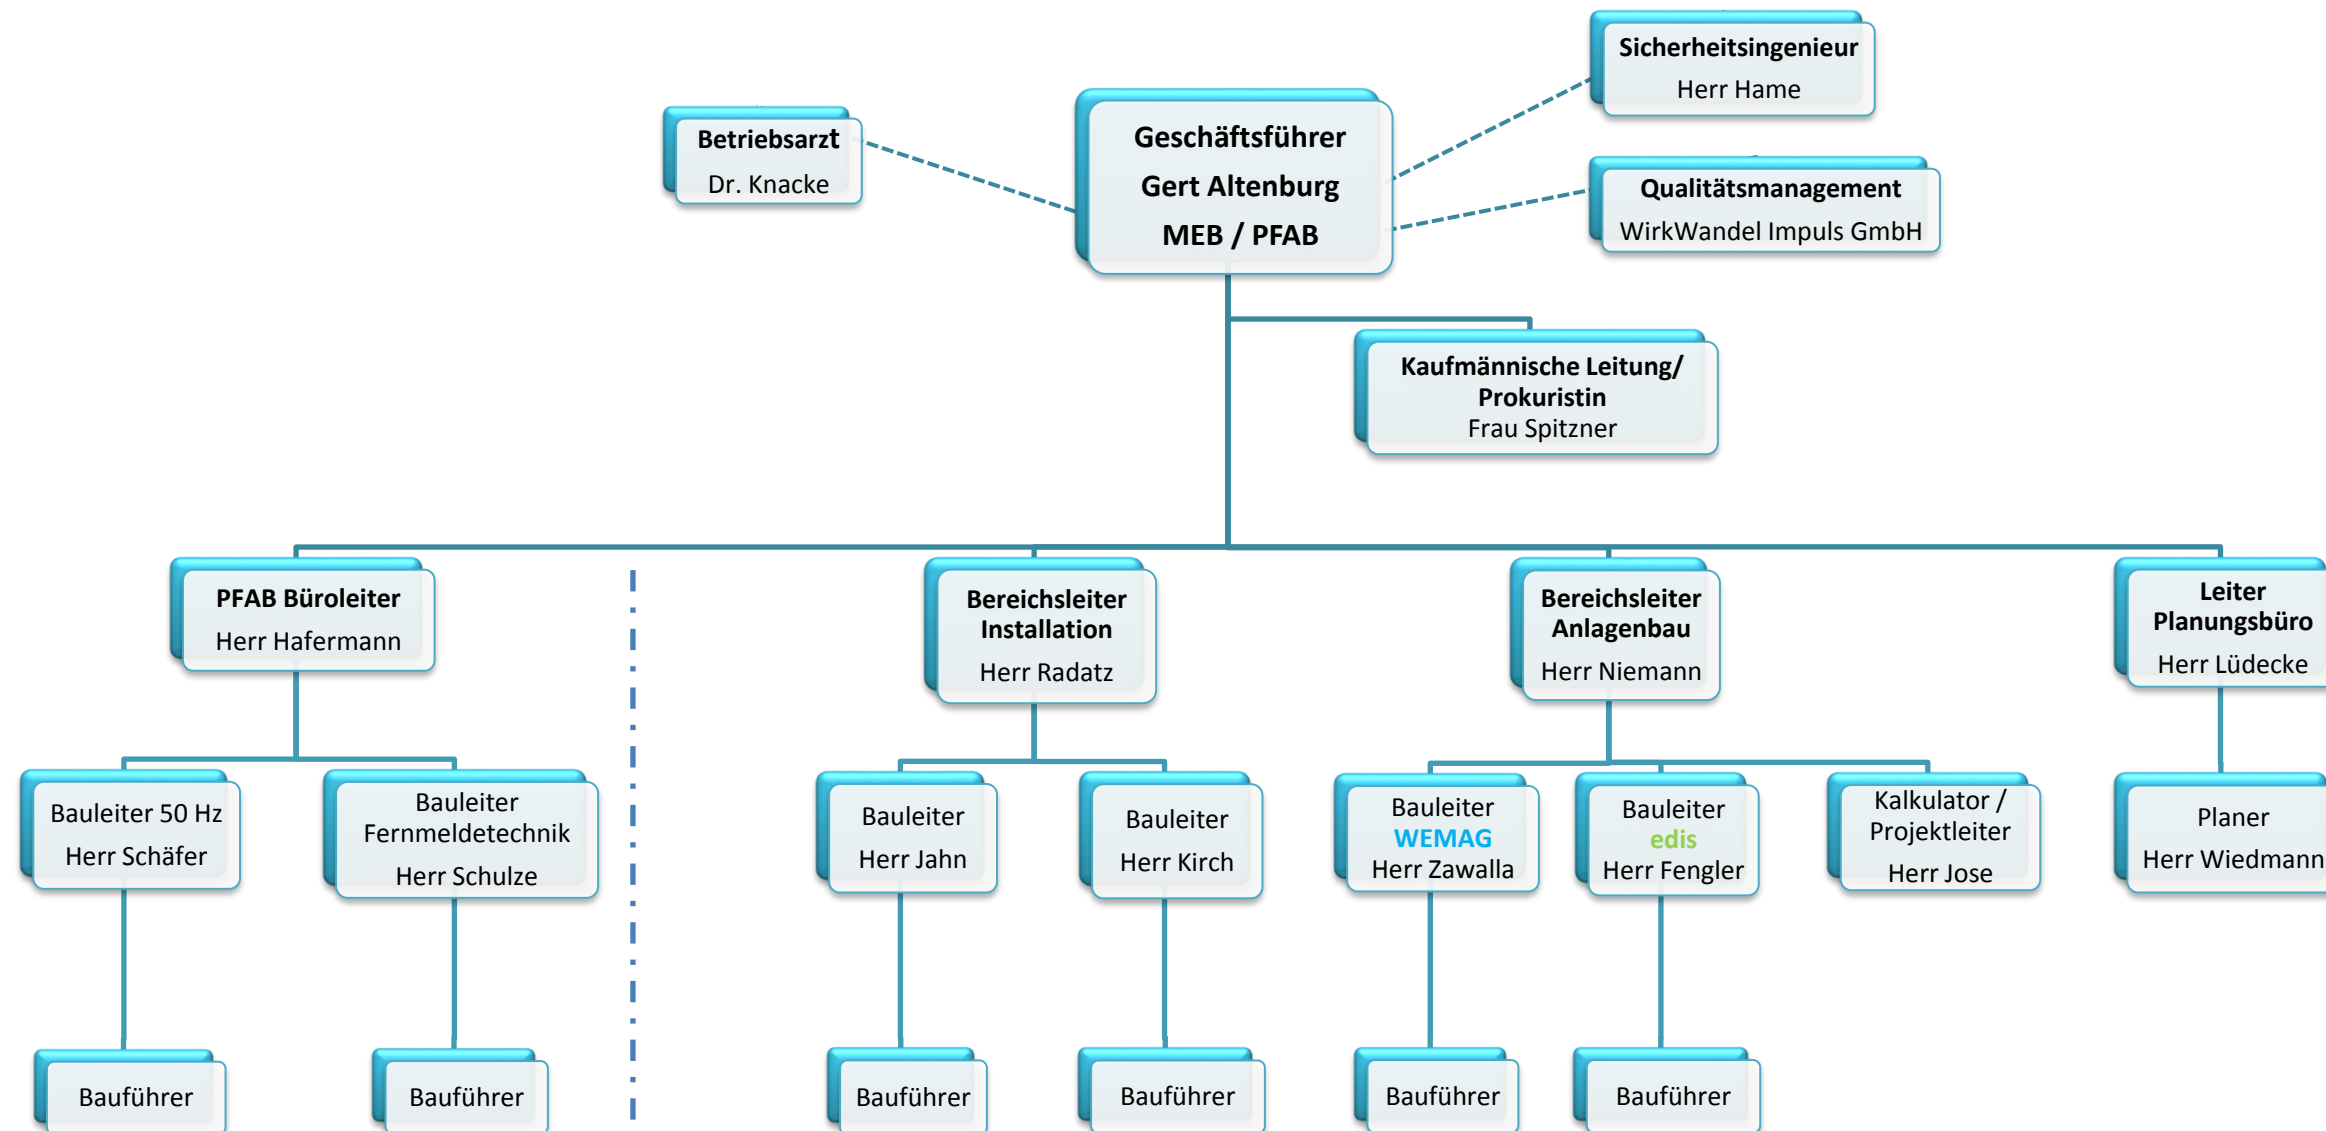 Sicherheitsingenieur
Herr Hame
Betriebsarzt
Dr. Knacke
Geschäftsführer
Gert Altenburg
MEB / PFAB
Qualitätsmanagement
WirkWandel Impuls GmbH
Kaufmännische Leitung/
Prokuristin
Frau Spitzner
PFAB Büroleiter
Herr Hafermann
Bereichsleiter
Installation
Herr Radatz
Bereichsleiter
Anlagenbau
Herr Niemann
Leiter
Planungsbüro
Herr Lüdecke
Bauleiter 50 Hz
Herr Schäfer
Bauleiter
Fernmeldetechnik
Herr Schulze
Bauleiter
Herr Jahn
Bauleiter
Herr Kirch
Bauleiter
WEMAG
Herr Zawalla
Bauleiter
edis
Herr Fengler
Kalkulator /
Projektleiter
Herr Jose
Planer
Herr Wiedmann
Bauführer
Bauführer
Bauführer
Bauführer
Bauführer
Bauführer